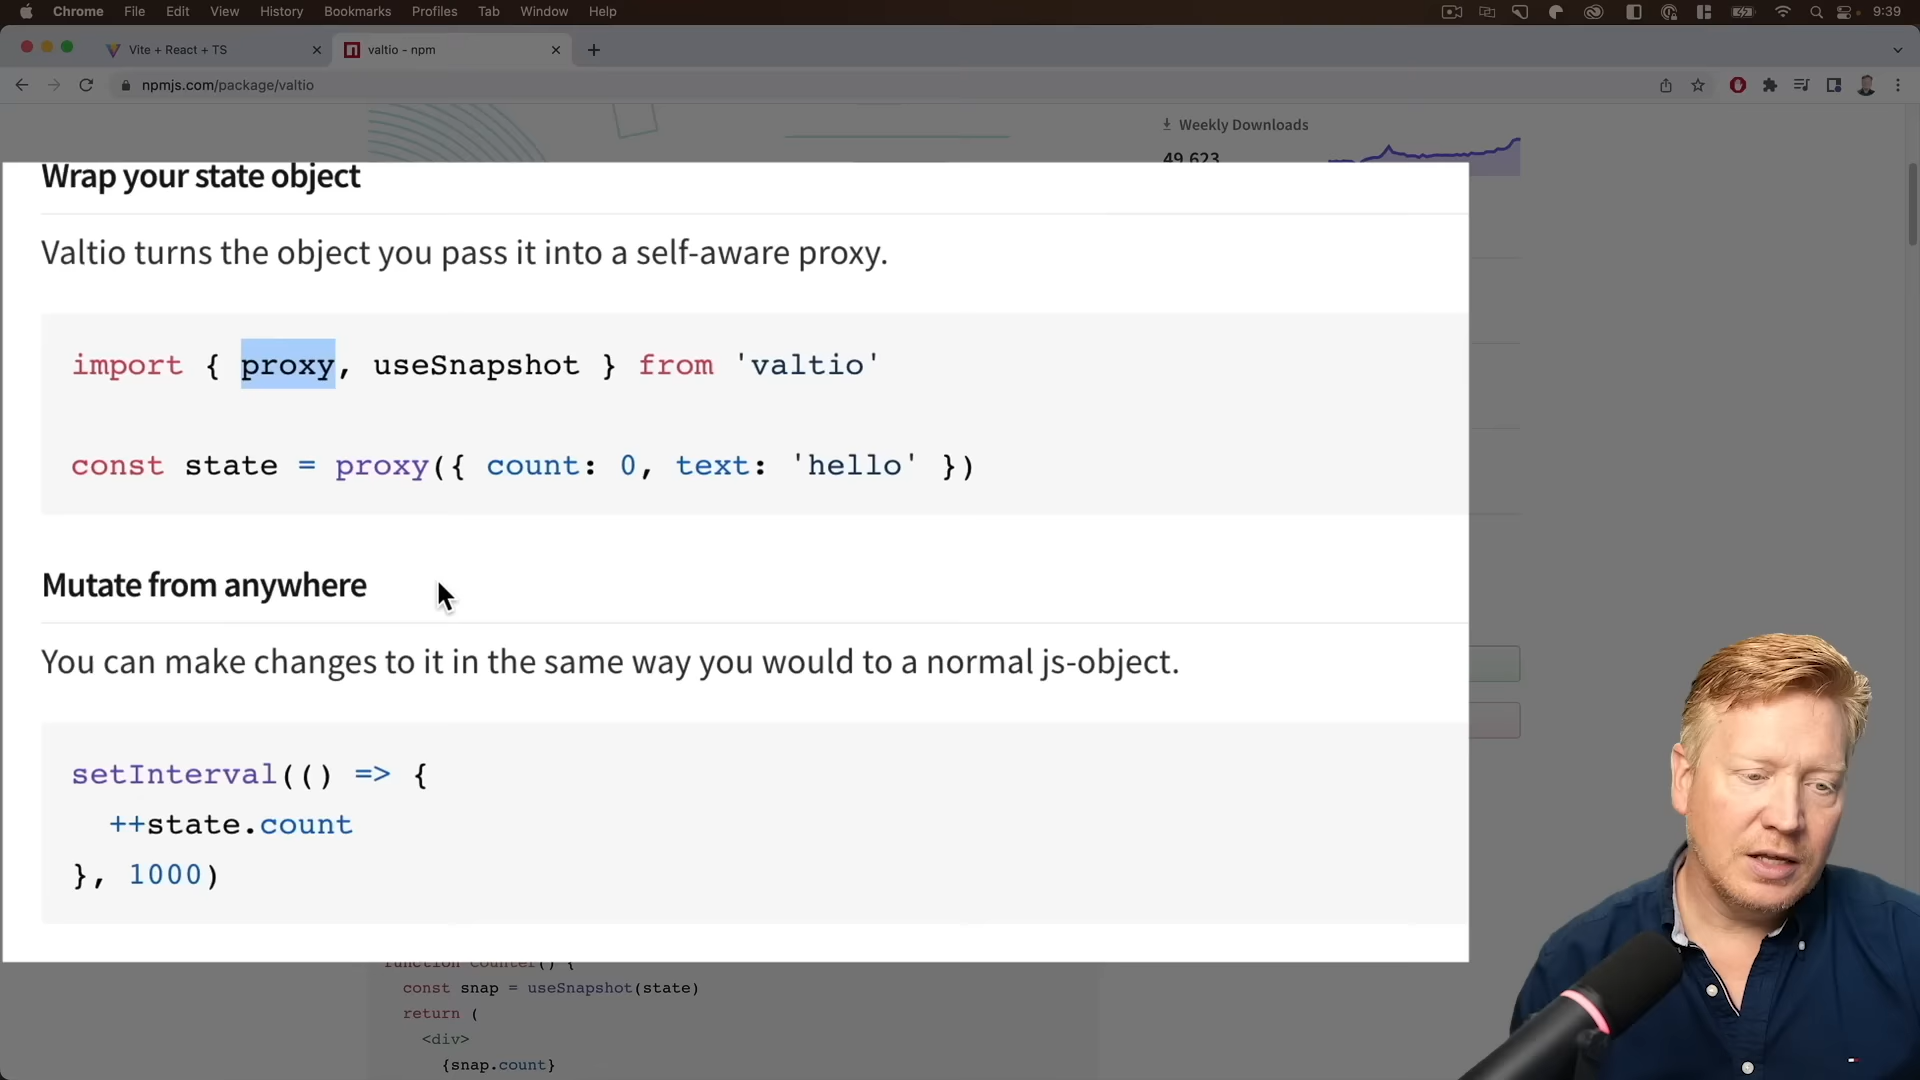 Chrome File Edit View History Bookmarks Profiles Tab Window Help 9:39
Vite + React + TS valtio - npm
npmjs.com/package/valtio
Weekly Downloads
49,623
Wrap your state object
Valtio turns the object you pass it into a self-aware proxy.
import { proxy, useSnapshot } from 'valtio'
const state = proxy({ count: 0, text: 'hello' })
Mutate from anywhere
You can make changes to it in the same way you would to a normal js-object.
setInterval(() => {
++state.count
}, 1000)
function Counter() {
const snap = useSnapshot(state)
return (
<div>
{snap.count}